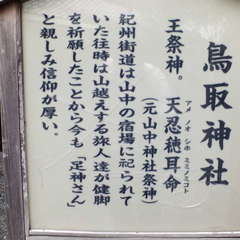 鳥取神社
アメノオシホミミノミコト
主祭神。天忍穂耳命
(元山中神社祭神)
紀州街道は山中の宿場に祀られて
いた往時は山越えする旅人達が健脚
を祈願したことから今も「足神さん」
と親しみ信仰が厚い。